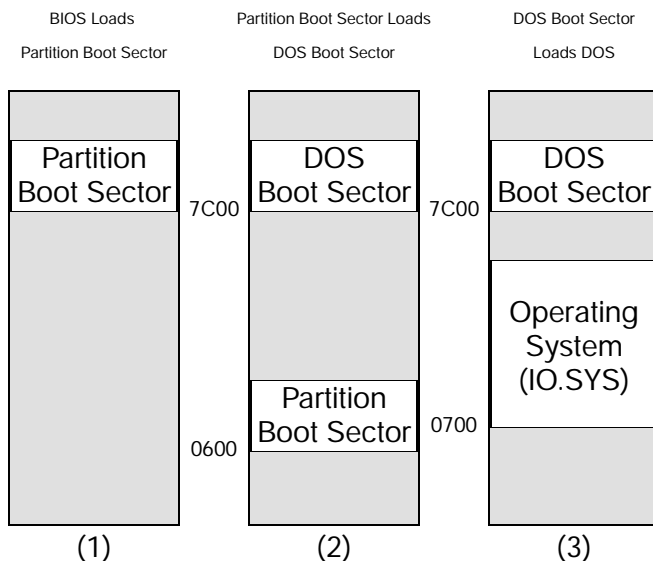 BIOS Loads
Partition Boot Sector
Partition Boot Sector Loads
DOS Boot Sector
DOS Boot Sector
Loads DOS
Partition
Boot Sector
7C00
DOS
Boot Sector
7C00
DOS
Boot Sector
Operating
System
(IO.SYS)
Partition
Boot Sector
0600
0700
(1)
(2)
(3)